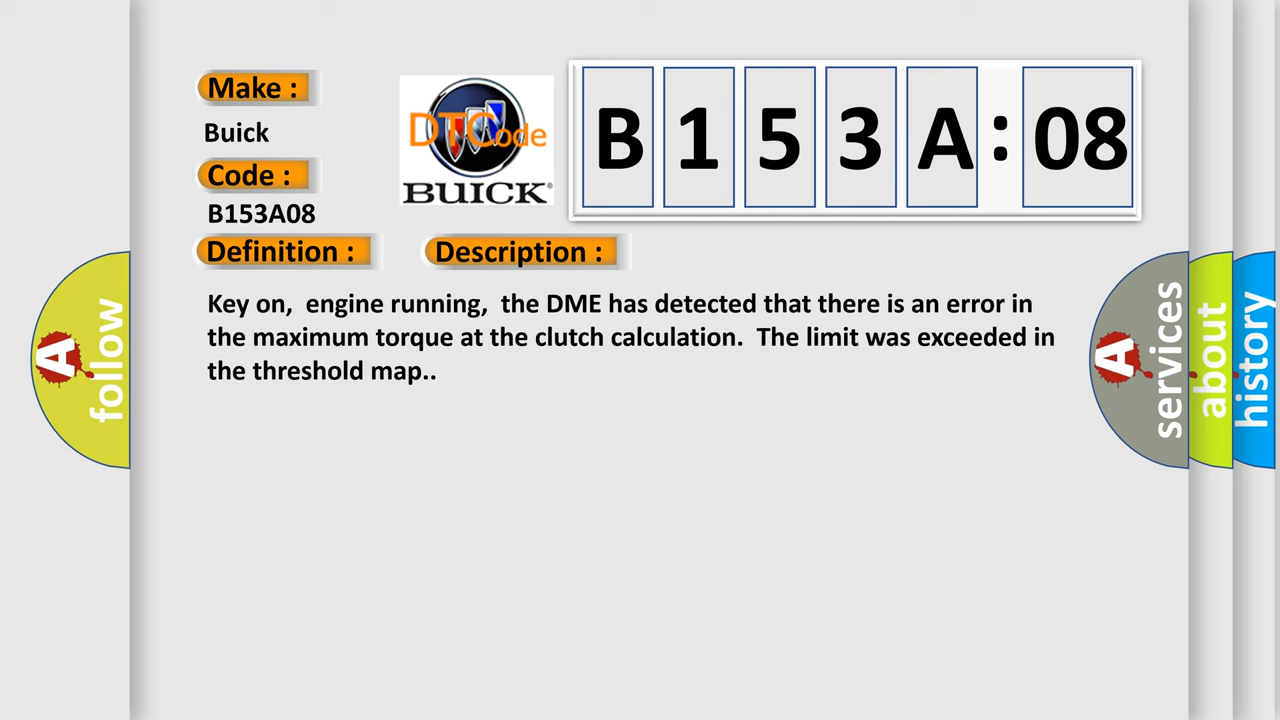 Make :
Buick
Code :
B153A08
DTCode
BUICK®
B 1 5 3 A : 08
Definition :
Description :
Key on, engine running, the DME has detected that there is an error in
the maximum torque at the clutch calculation The limit was exceeded in
the threshold map..
A follow
A services
about
history